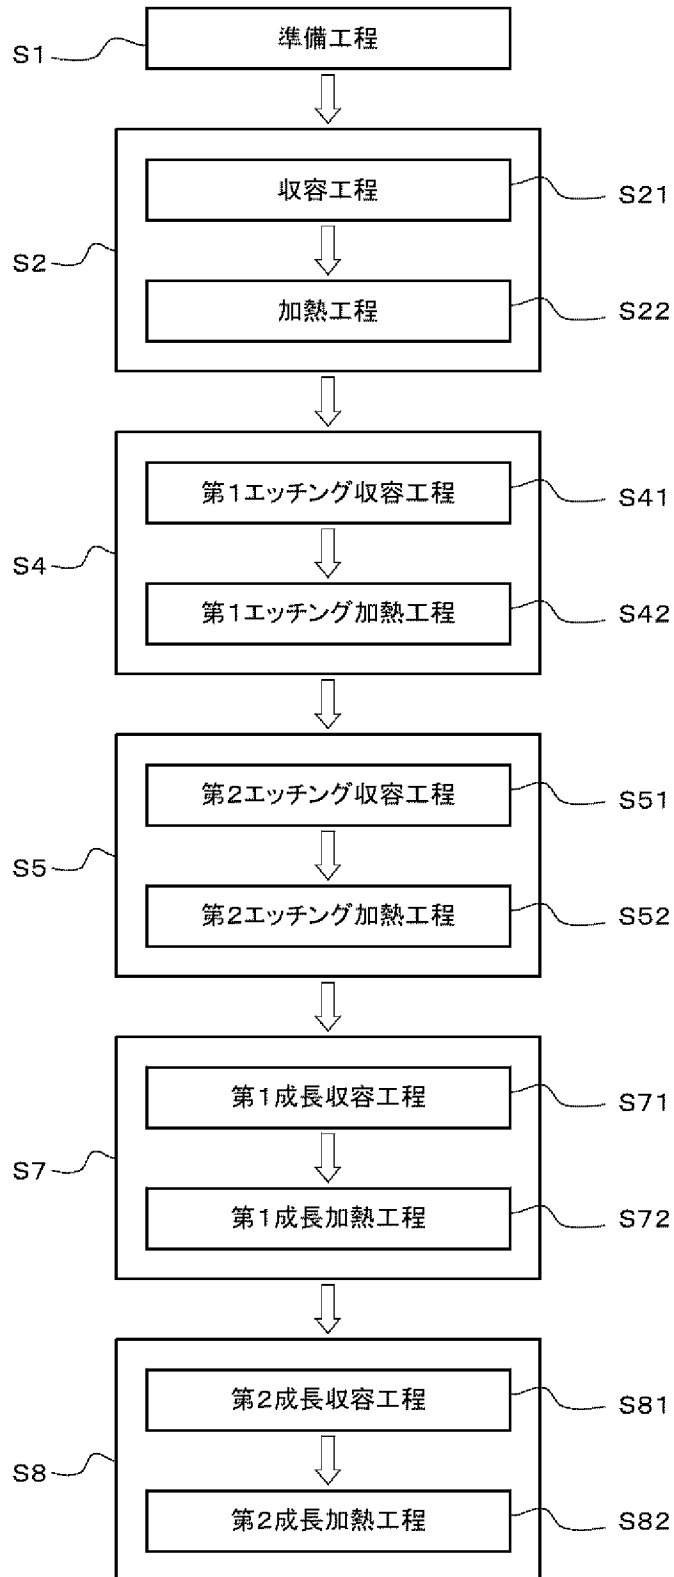 準備工程
S1
収容工程
S21
S2
加熱工程
S22
第1エッチング収容工程
S41
S4
第1エッチング加熱工程
S42
第2エッチング収容工程
S51
S5
第2エッチング加熱工程
S52
第1成長収容工程
S71
S7
第1成長加熱工程
S72
第2成長収容工程
S81
S8
第2成長加熱工程
S82